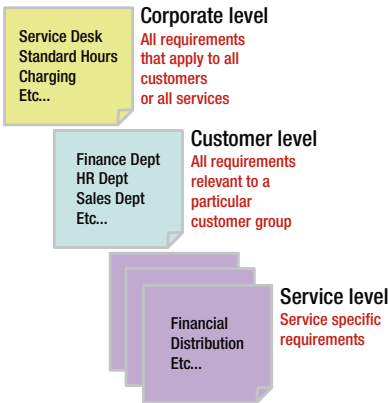 Service Desk
Standard Hours
Charging
Etc...
Corporate level
All requirements
that apply to all
customers
or all services
Finance Dept
HR Dept
Sales Dept
Etc...
Customer level
All requirements
relevant to a
particular
customer group
Financial
Distribution
Etc...
Service level
Service specific
requirements